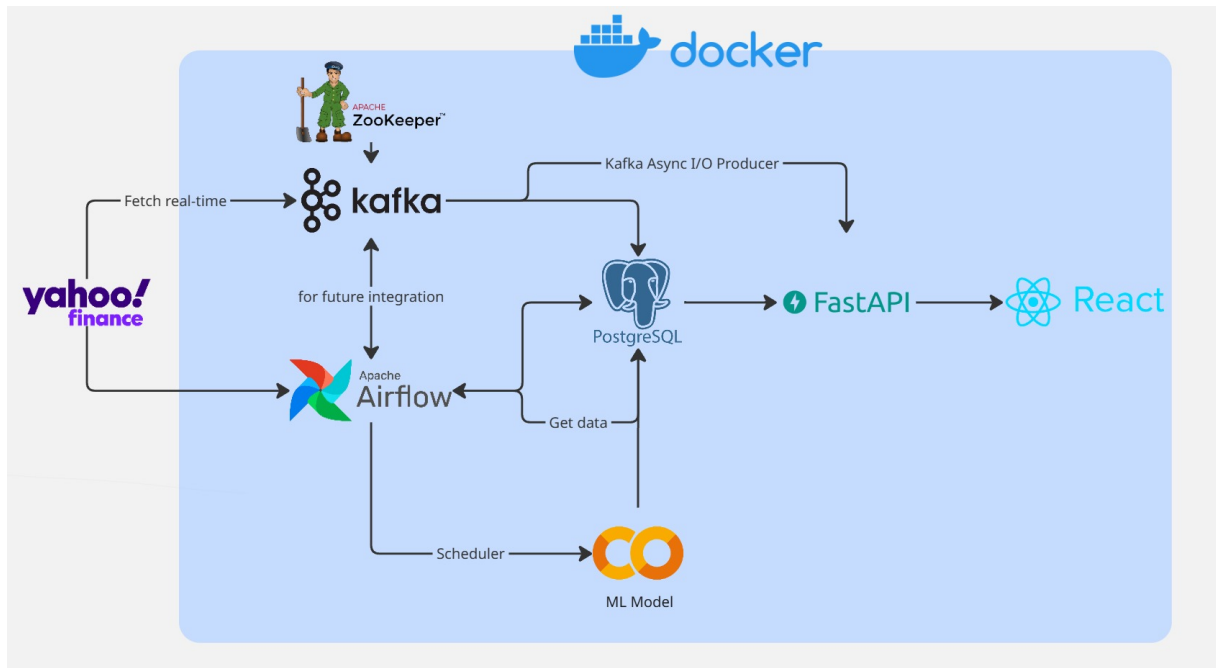 docker
APACHE
ZooKeeper™
Kafka Async I/O Producer
Fetch real-time
kafka
yahoo!
finance
for future integration
PostgreSQL
FastAPI
React
Apache
Airflow
Get data
Scheduler
ML Model